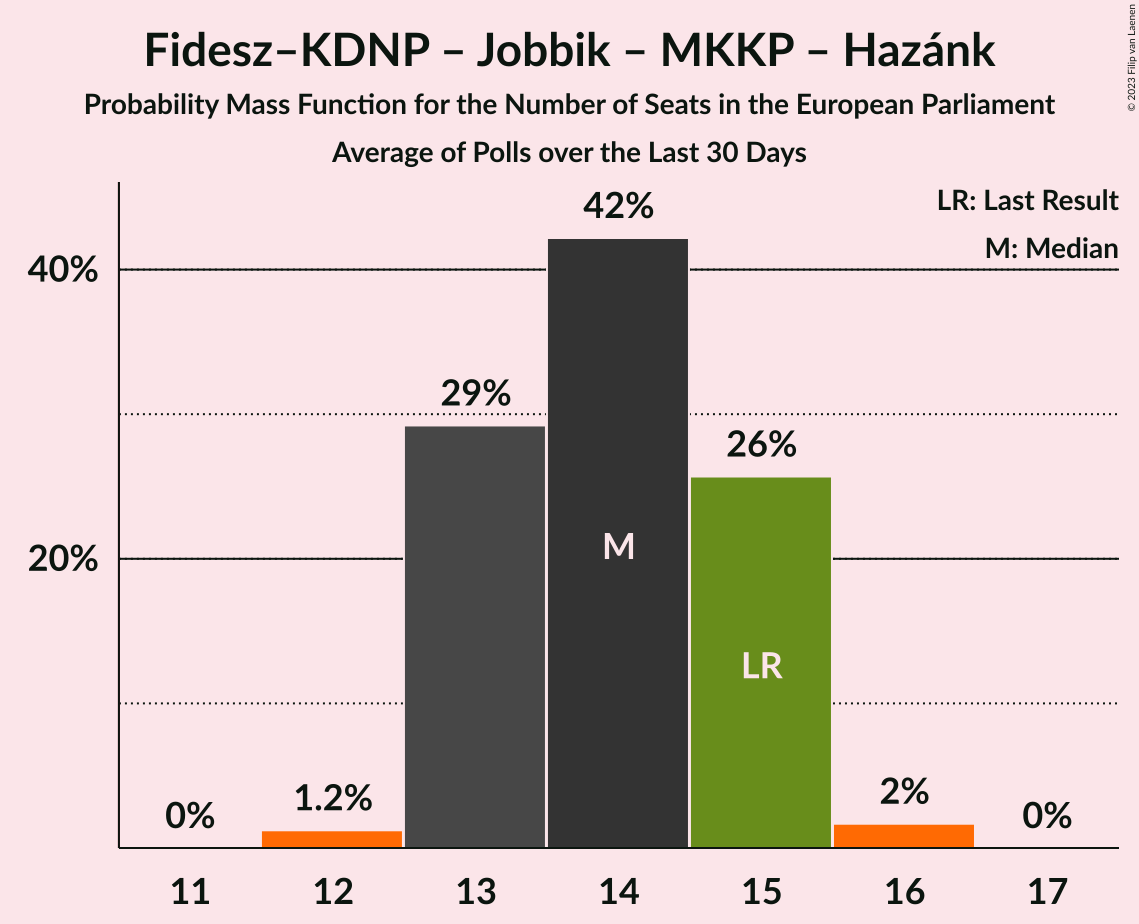 Fidesz–KDNP – Jobbik – MKKP – Hazánk
Probability Mass Function for the Number of Seats in the European Parliament
Average of Polls over the Last 30 Days
© 2023 Filip van Laenen
LR: Last Result
M: Median
40%
20%
0%
1.2%
29%
42%
26%
2%
0%
M
LR
11 12 13 14 15 16 17